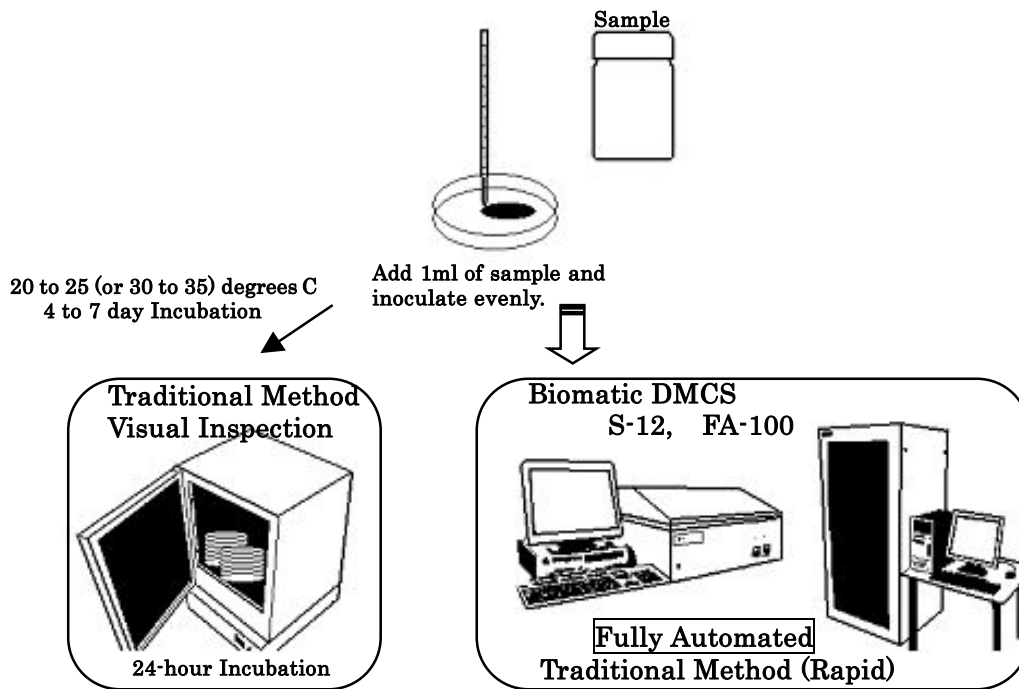 Sample
Add 1ml of sample and
inoculate evenly.
20 to 25 (or 30 to 35) degrees C
4 to 7 day Incubation
Traditional Method
Visual Inspection
24-hour Incubation
Biomatic DMCS
S-12, FA-100
Fully Automated
Traditional Method (Rapid)